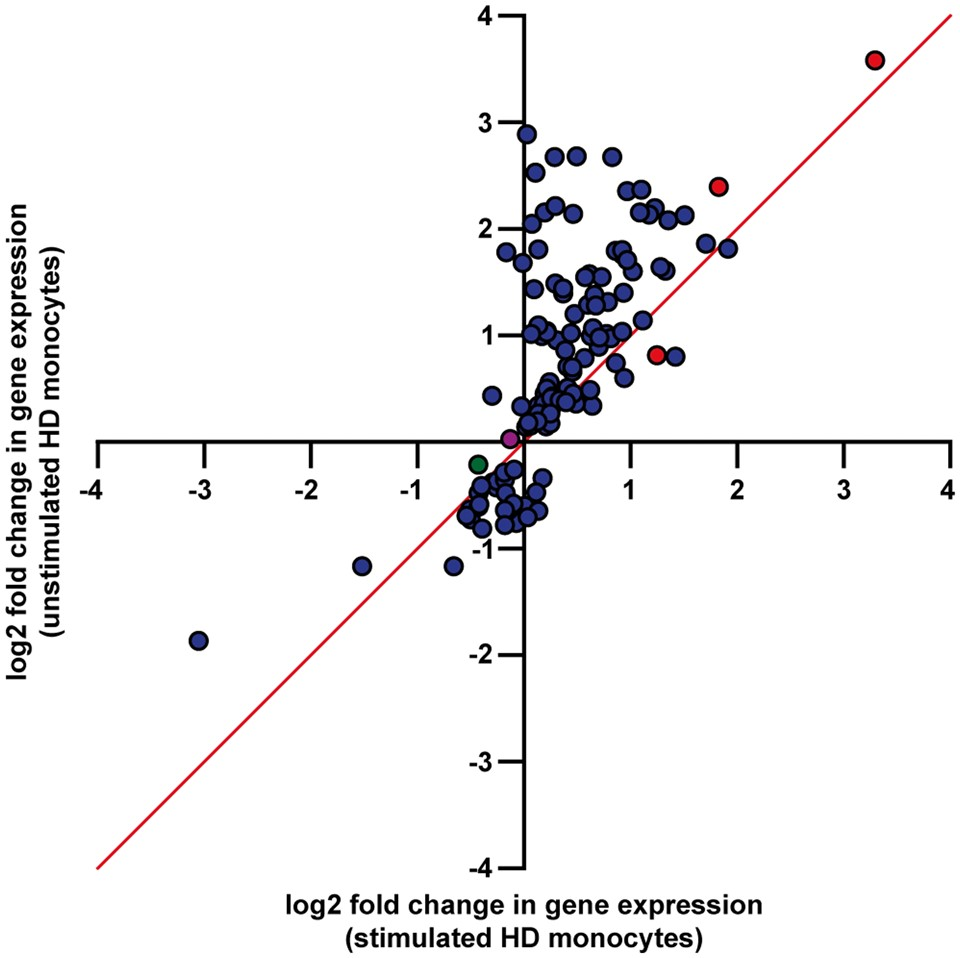 log2 fold change in gene expression
(unstimulated HD monocytes)
4
3
2
1
-4 -3 -2 -1 1 2 3 4
-1
-2
-3
-4
log2 fold change in gene expression
(stimulated HD monocytes)